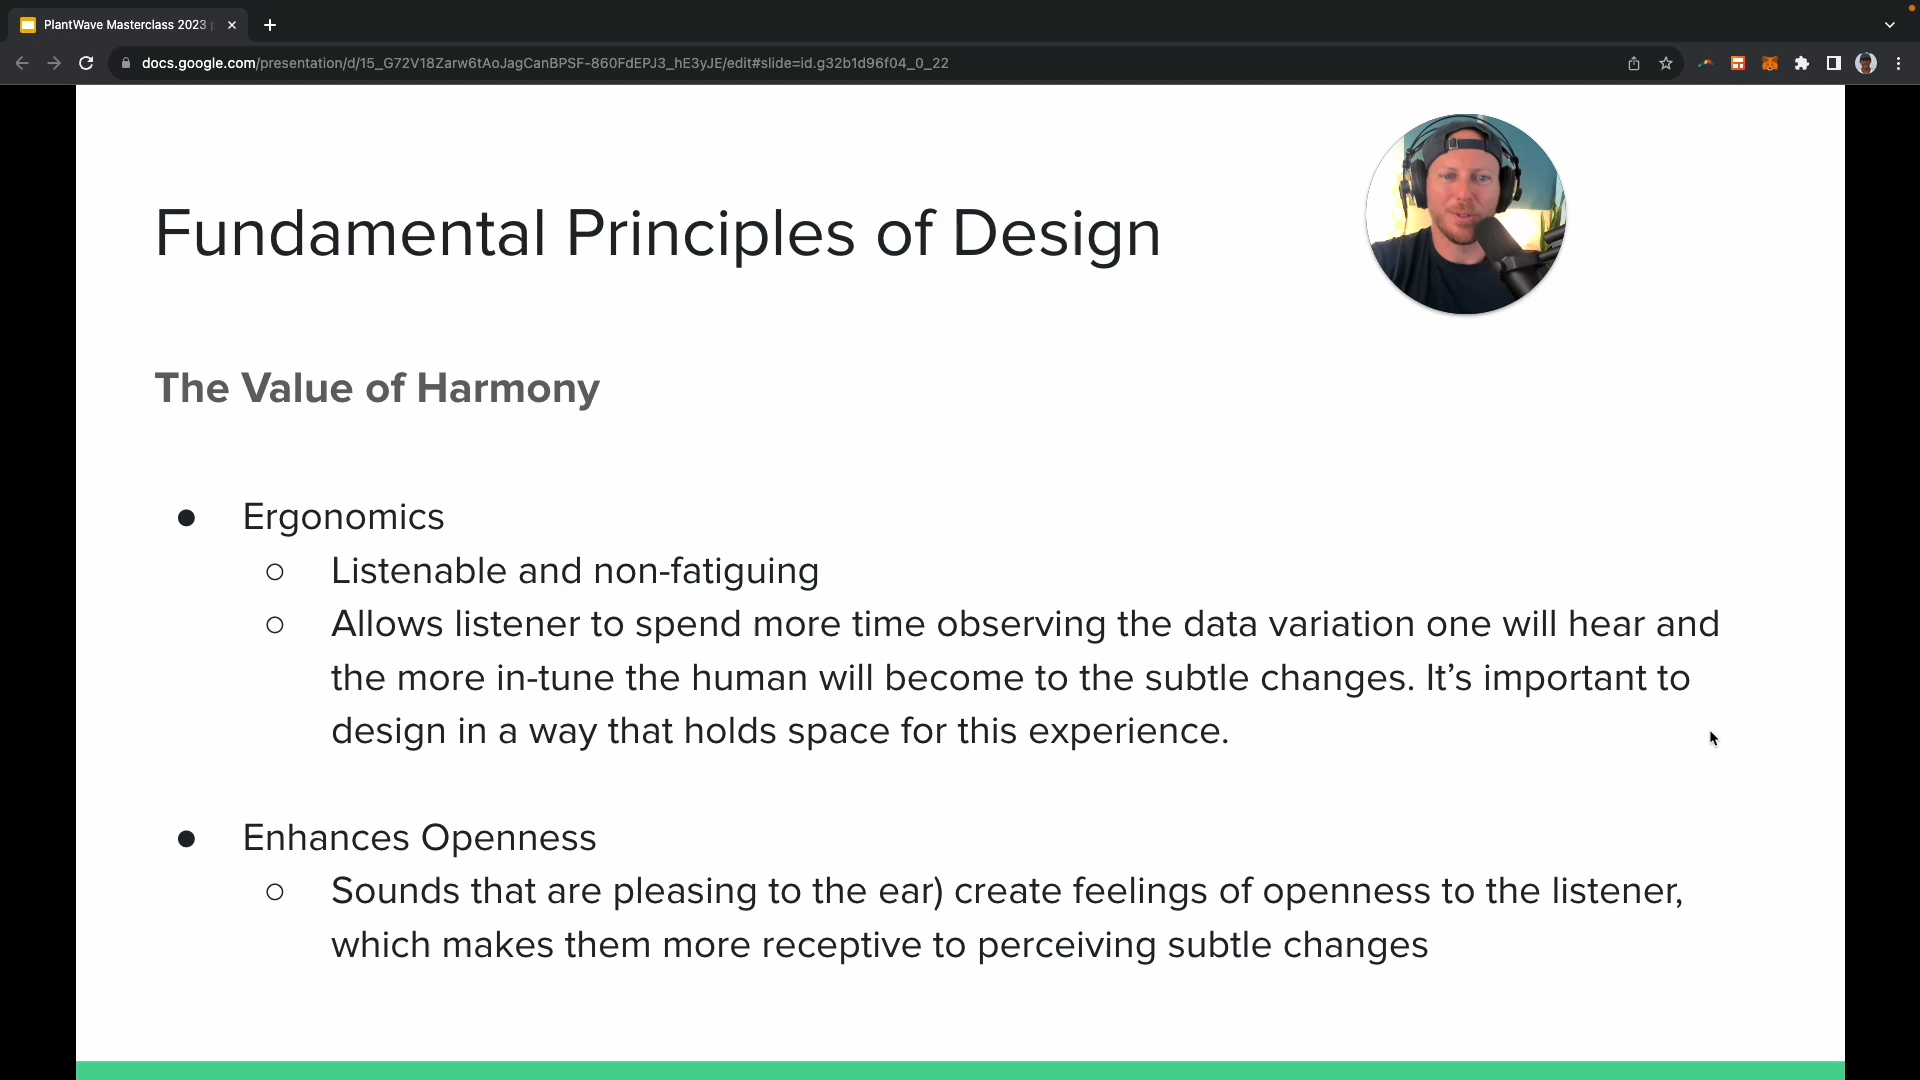 PlantWave Masterclass 2023
docs.google.com/presentation/d/15_G72V18Zarw6tAoJagCanBPSF-860FdEPJ3_hE3yJE/edit#slide=id.g32b1d96f04_0_22
Fundamental Principles of Design
The Value of Harmony
● Ergonomics
○ Listenable and non-fatiguing
○ Allows listener to spend more time observing the data variation one will hear and
the more in-tune the human will become to the subtle changes. It’s important to
design in a way that holds space for this experience.
● Enhances Openness
○ Sounds that are pleasing to the ear) create feelings of openness to the listener,
which makes them more receptive to perceiving subtle changes